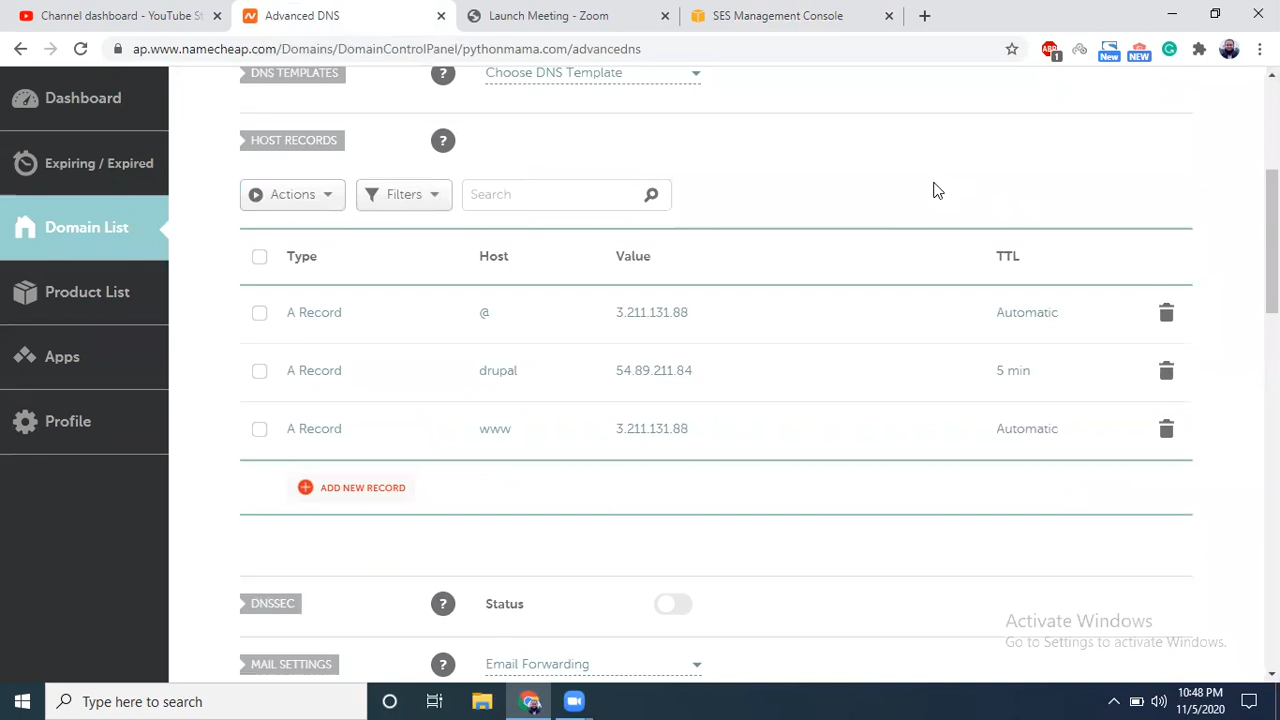 Channel dashboard - YouTube St
Advanced DNS
Launch Meeting - Zoom
SES Management Console
ap.www.namecheap.com/Domains/DomainControlPanel/pythonmania.com/advancedns
ABP
1
New
NEW
Dashboard
Expiring / Expired
Domain List
Product List
Apps
Profile
DNS TEMPLATES
?
Choose DNS Template
HOST RECORDS
?
Actions
Filters
Search
Type
Host
Value
TTL
A Record
@
3.211.131.88
Automatic
A Record
drupal
54.89.211.84
5 min
A Record
www
3.211.131.88
Automatic
ADD NEW RECORD
DNSSEC
?
Status
MAIL SETTINGS
?
Email Forwarding
Activate Windows
Go to Settings to activate Windows.
Type here to search
10:48 PM
11/5/2020